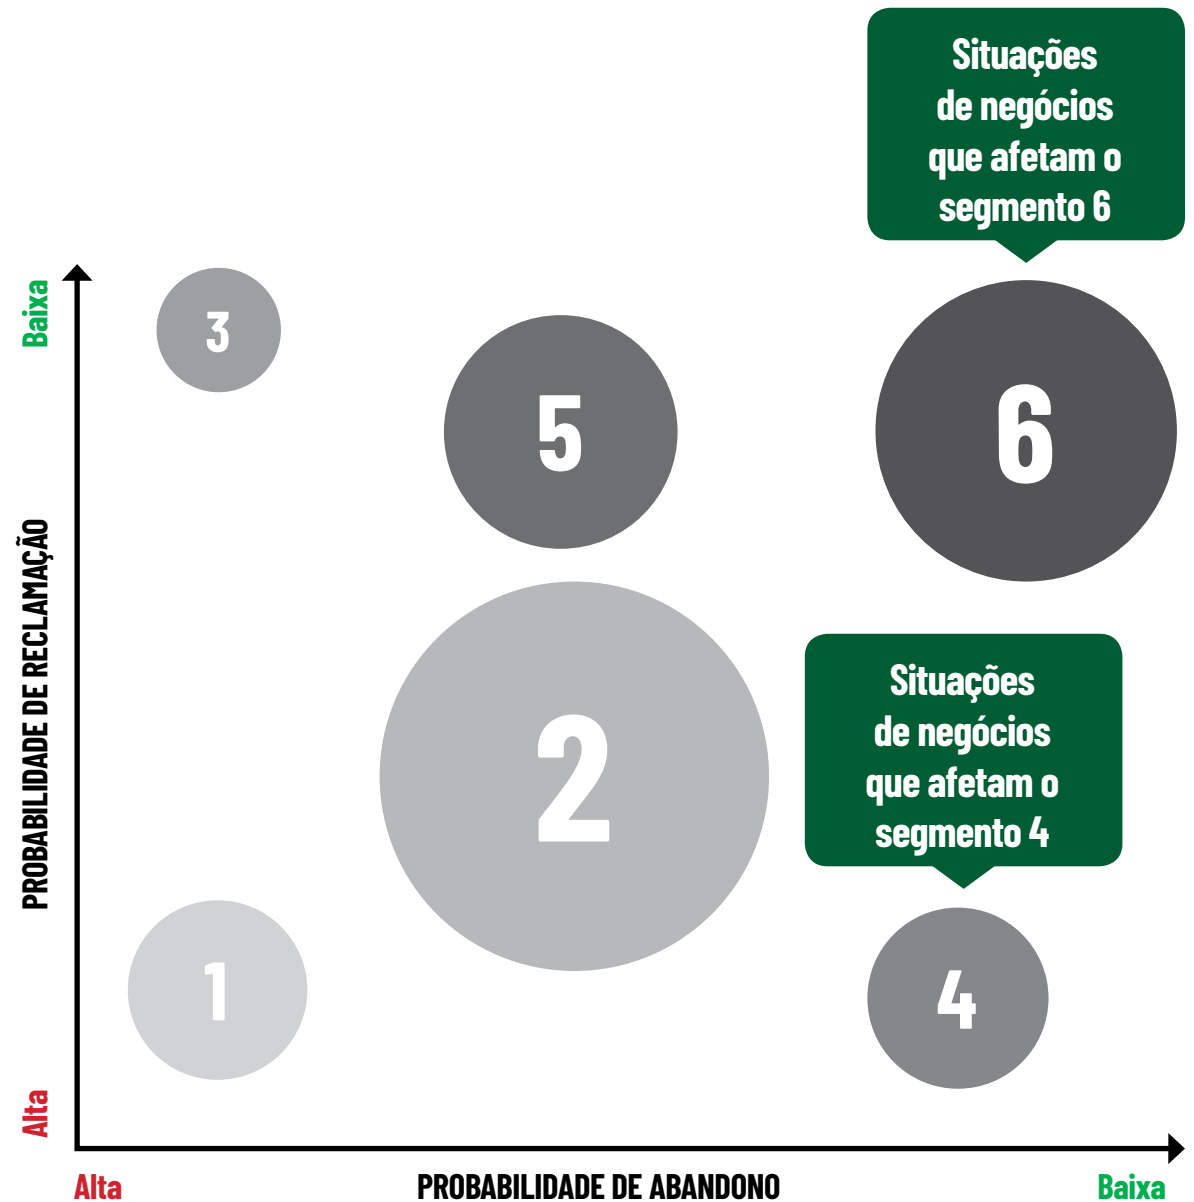 Situações
de negócios
que afetam o
segmento 6
Baixa
3
5
6
PROBABILIDADE DE RECLAMAÇÃO
2
Situações
de negócios
que afetam o
segmento 4
1
4
Alta
Alta
PROBABILIDADE DE ABANDONO
Baixa